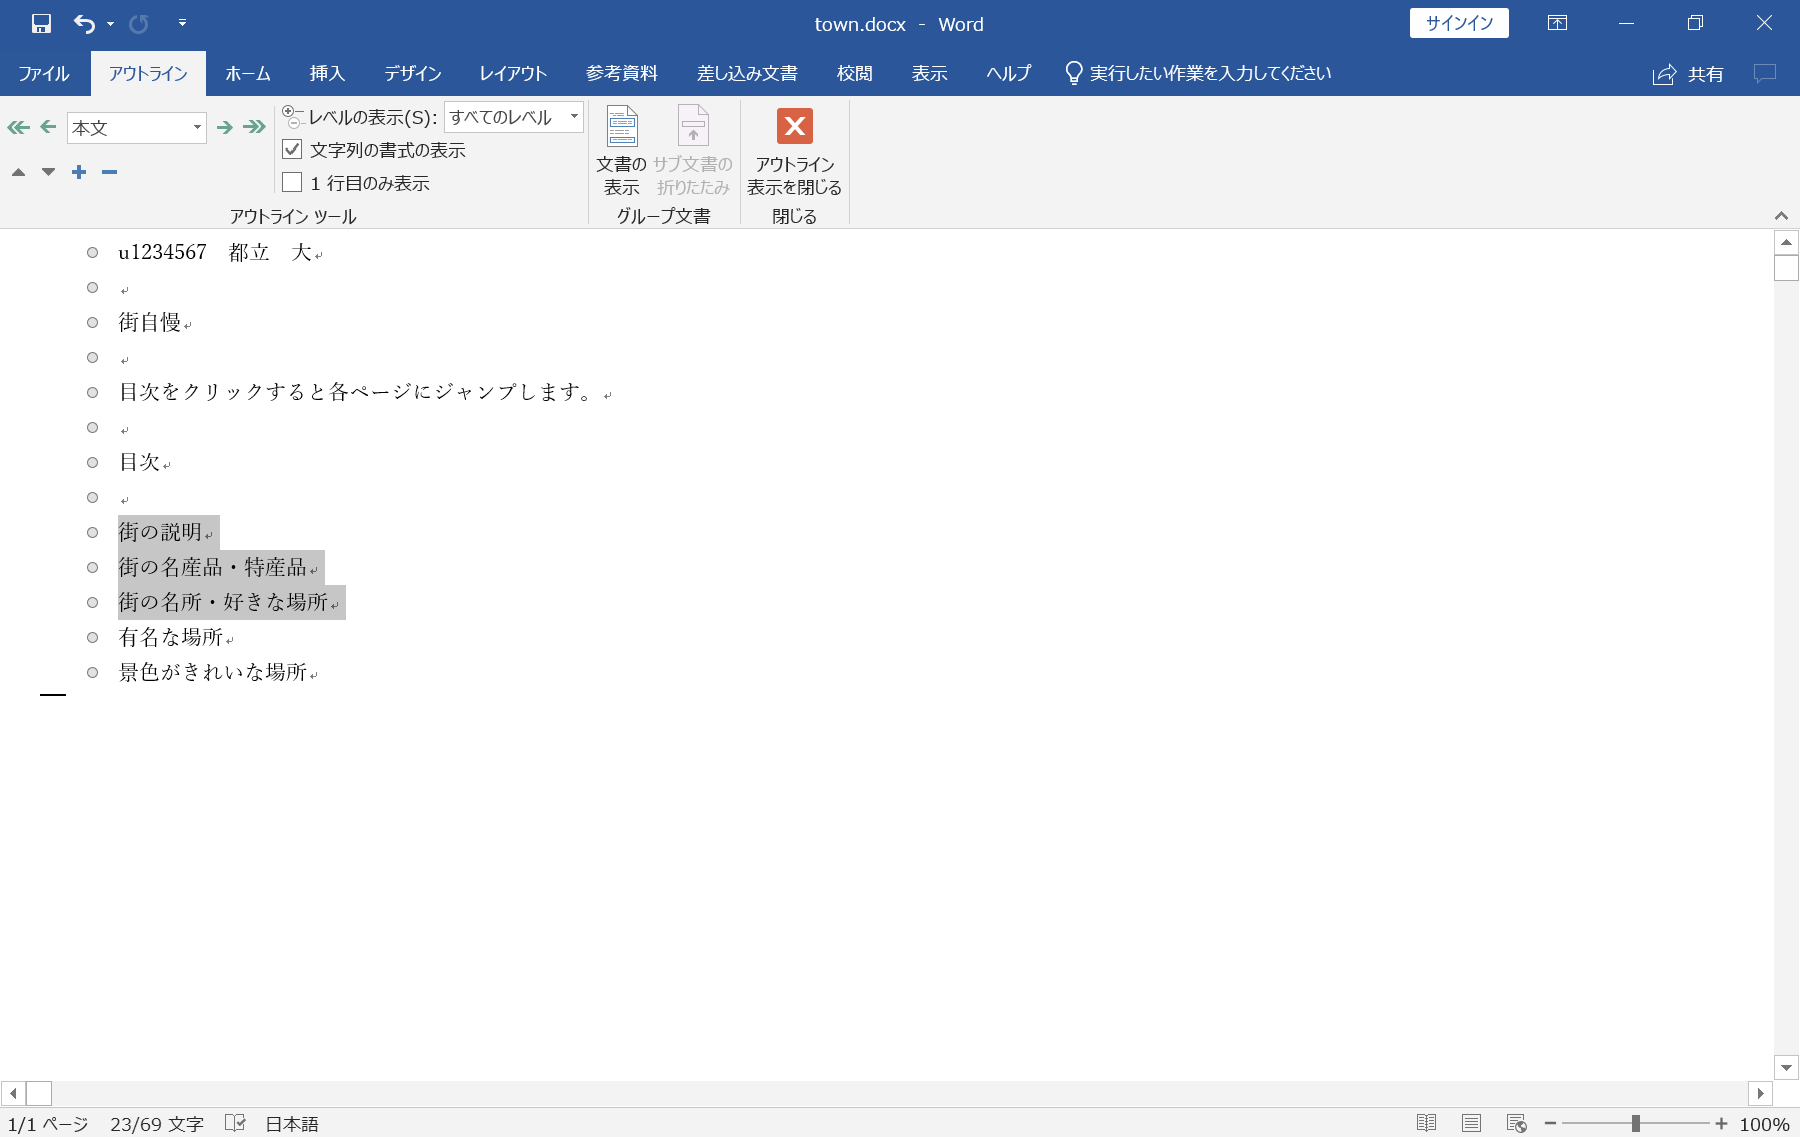 town.docx - Word
サインイン
ファイル アウトライン ホーム 挿入 デザイン レイアウト 参考資料 差し込み文書 校閲 表示 ヘルプ 実行したい作業を入力してください 共有
本文
レベルの表示(S): すべてのレベル
文字列の書式の表示
1 行目のみ表示
アウトライン ツール
文書の
表示
サブ文書の
折りたたみ
グループ文書
アウトライン
表示を閉じる
閉じる
u1234567 都立 大
街自慢
目次をクリックすると各ページにジャンプします。
目次
街の説明
街の名産品・特産品
街の名所・好きな場所
有名な場所
景色がきれいな場所
1/1 ページ 23/69 文字 日本語 100%